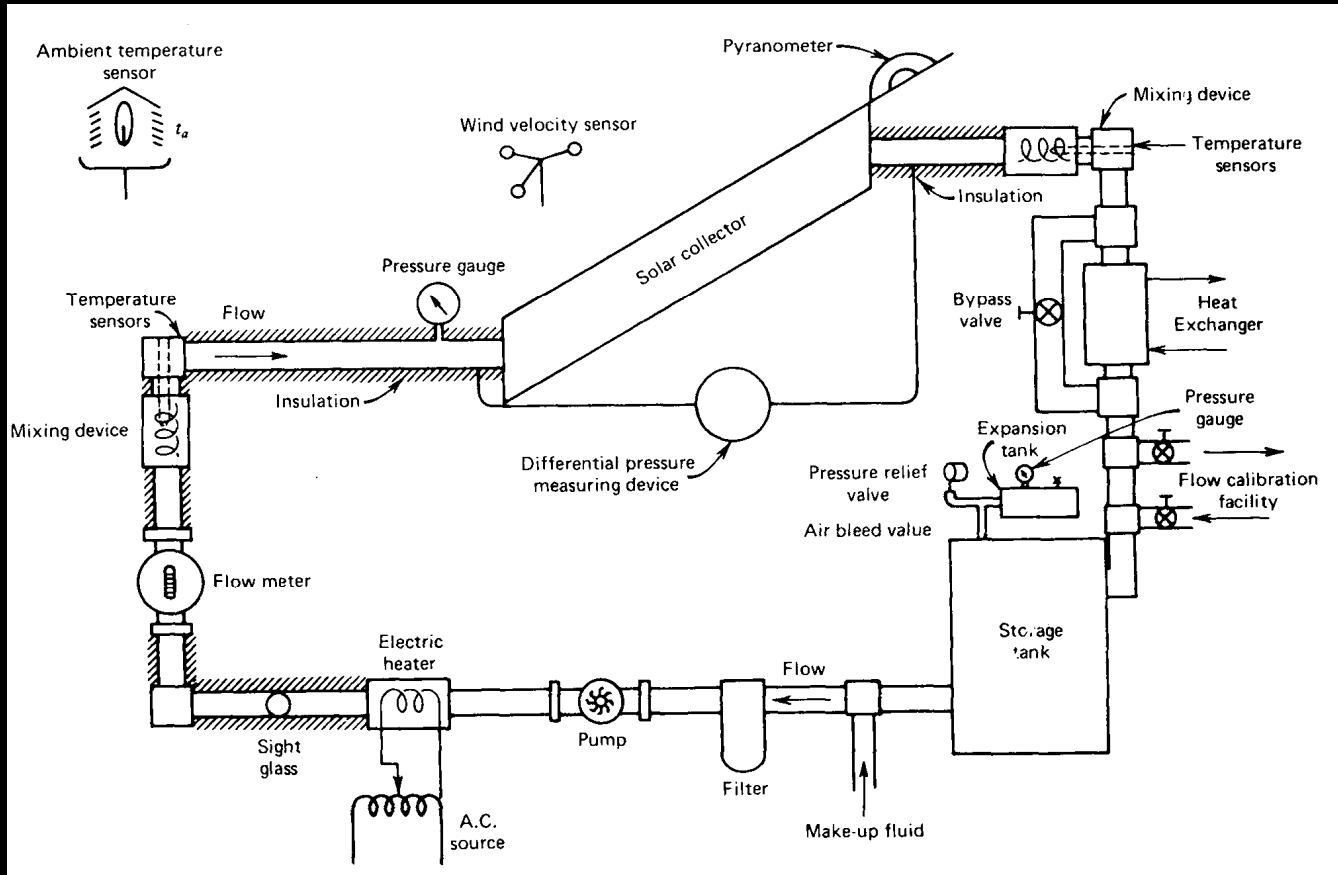 Ambient temperature
sensor
t_a
Wind velocity sensor
Pyranometer
Mixing device
Temperature
sensors
Insulation
Solar collector
Pressure gauge
Temperature
sensors
Flow
Insulation
Mixing device
Bypass
valve
Heat
Exchanger
Differential pressure
measuring device
Expansion
tank
Pressure
gauge
Pressure relief
valve
Flow calibration
facility
Air bleed value
Flow meter
Electric
heater
Storage
tank
Flow
Sight
glass
Pump
Filter
Make-up fluid
A.C.
source